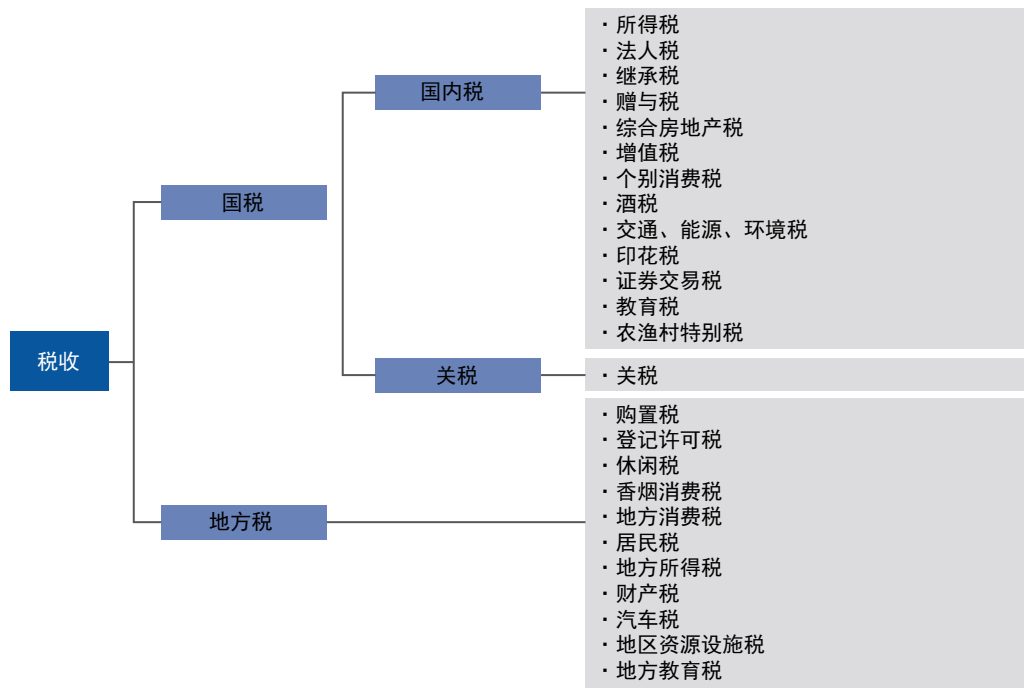 税收
国税
国内税
・所得税
・法人税
・继承税
・赠与税
・综合房地产税
・增值税
・个别消费税
・酒税
・交通、能源、环境税
・印花税
・证券交易税
・教育税
・农渔村特别税
关税
・关税
地方税
・购置税
・登记许可税
・休闲税
・香烟消费税
・地方消费税
・居民税
・地方所得税
・财产税
・汽车税
・地区资源设施税
・地方教育税